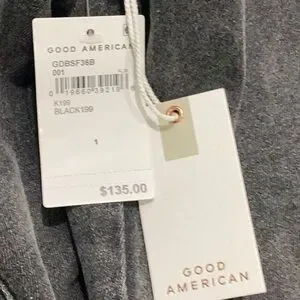 GOOD AMERICAN
GDBSF36B
001
K199
BLACK199
1
$135.00
GOOD
AMERICAN